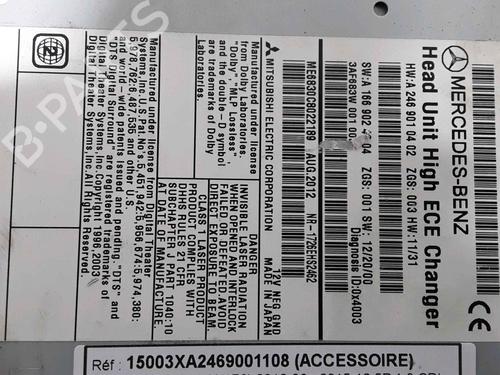 MERCEDES-BENZ
Head Unit High ECE Changer
HW:A 246 901 04 02 ZGS: 003 HW:11/31
SW:A 166 902 04 ZGS: 001 SW: 12/20/00
3AF683W 001 001 Diagnosis ID:0x4003
ME6830C8D22189 AUG.2012 NR-1726EHS2462
MITSUBISHI ELECTRIC CORPORATION
12V NEG GND
MADE IN JAPAN
DANGER
INVISIBLE LASER RADIATION
WHEN OPENED AND INTERLOCK
FAILED OR DEFEATED AVOID
DIRECT EXPOSURE TO BEAM
CLASS 1 LASER PRODUCT
PRODUCT COMPLIES WITH
DHHS RULES 21 CFR
SUBCHAPTER J PART 1040:10
AT DATE OF MANUFACTURE
Manufactured under license
from Dolby Laboratories.
"Dolby","MLP Lossless",
and the double-D symbol
are trademarks of Dolby
Laboratories.
Manufactured under license from Digital Theater
Systems,Inc.U.S.Pat.No's.5,451,942:5,956,674:5,974,380:
5,978,762:6,487,535 and other U.S.
and world-wide patents issued and pending. "DTS" and
"DTS Digital Surround" are registered trademarks of
Digital Theater Systems,Inc.Copyright 1996,2003
Digital Theater Systems,Inc.All Rights Reserved
2
B-PARTS
Réf : 15003XA2469001108 (ACCESSOIRE)